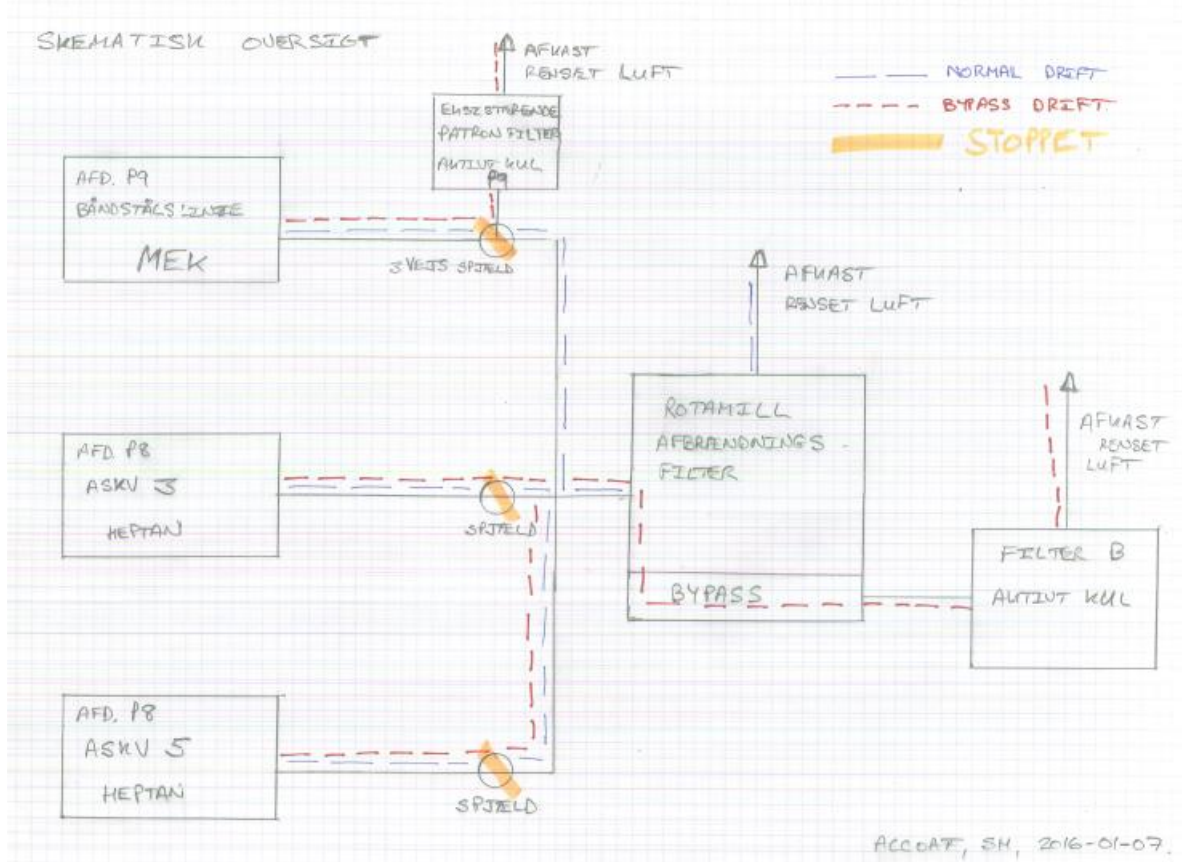 SKEMATISK OVERSIGT
AFKAST
RENSET LUFT
NORMAL DRIFT
BYPASS DRIFT.
STOPPET
EKSISTERENDE
PATRON FILTER
AKTIVT KUL
P9
AFD. P9
BÅNDSTÅLSLINIE
MEK
3 VEJS SPJÆLD
AFKAST
RENSET LUFT
ROTAMILL
AFBRÆNDNINGS-
FILTER
BYPASS
AFKAST
RENSET
LUFT
FILTER B
AKTIVT KUL
AFD. P8
ASKV 3
HEPTAN
SPJÆLD
AFD. P8
ASKV 5
HEPTAN
SPJÆLD
ACCOAT, SH, 2016-01-07.